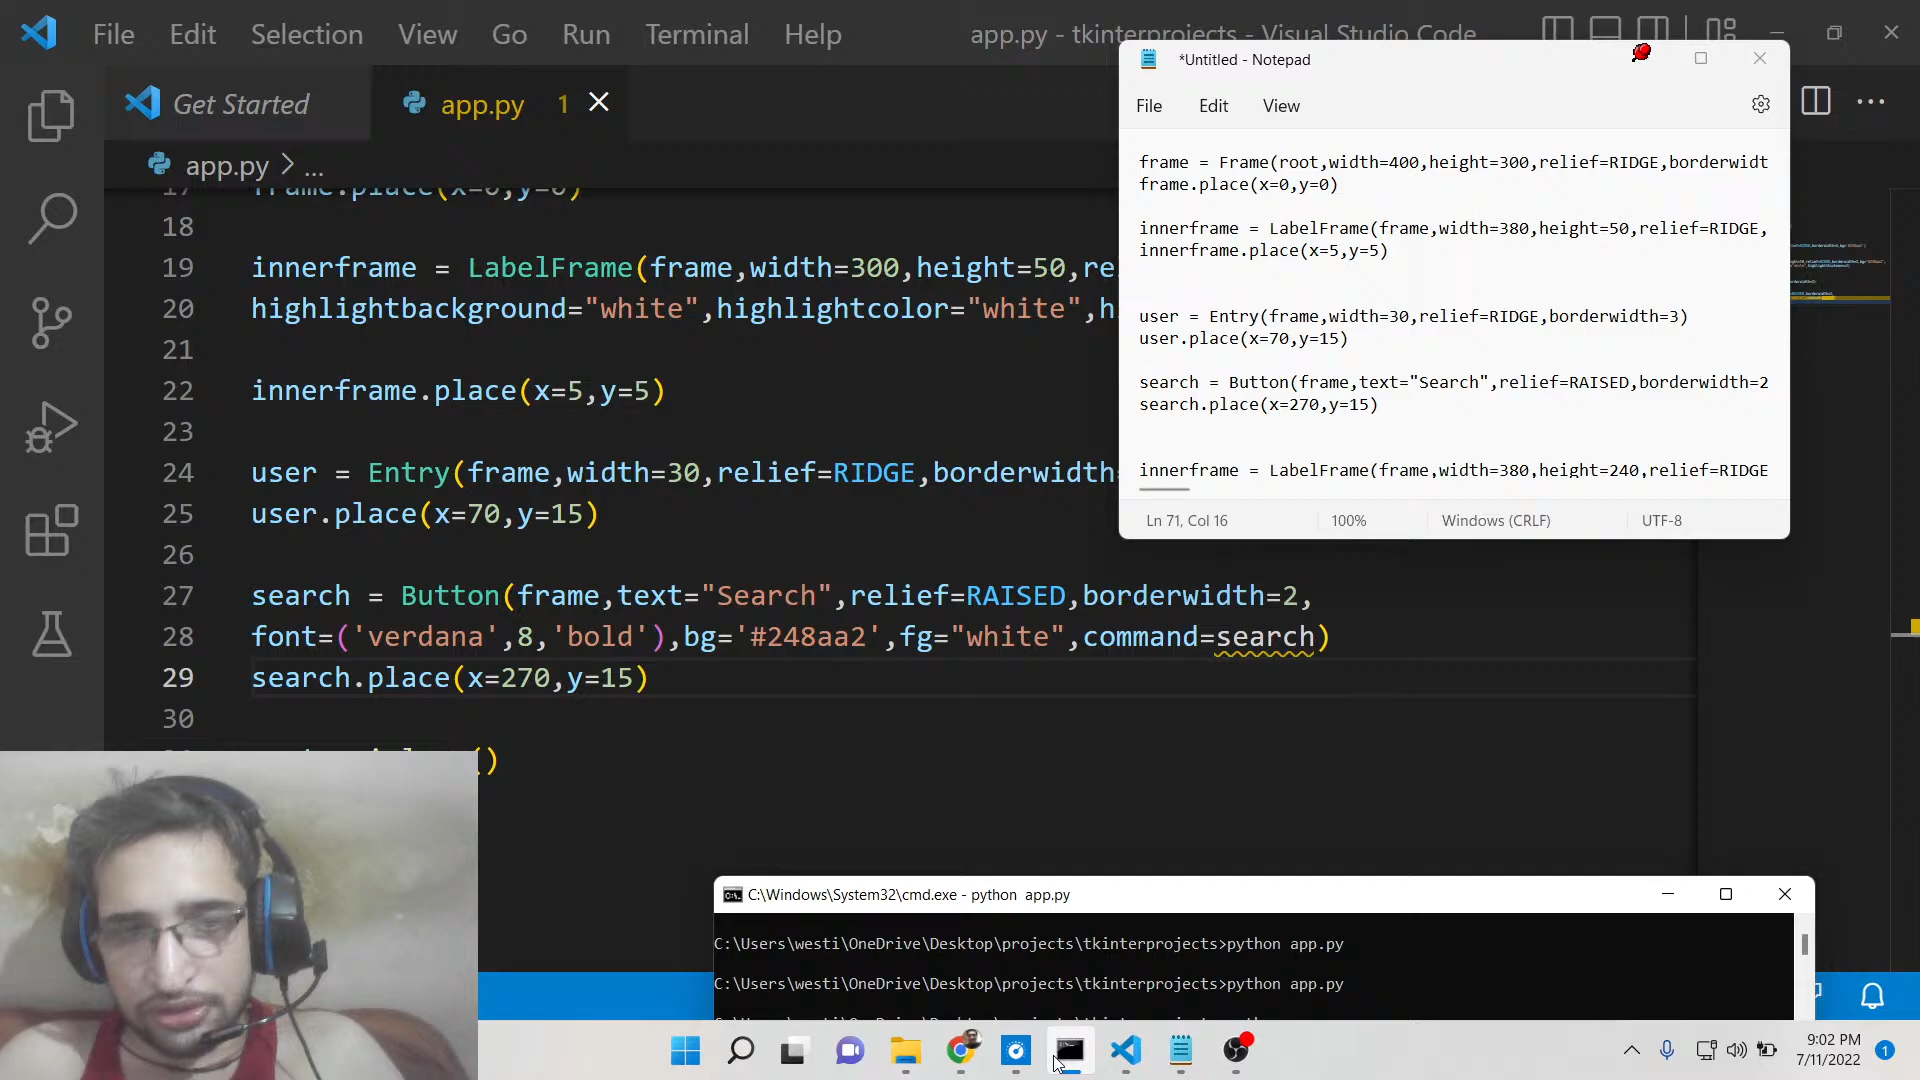 File Edit Selection View Go Run Terminal Help app.py - tkinterprojects - Visual Studio Code
Get Started
app.py 1
app.py > ...
17 frame.place(x=0,y=0)
18
19 innerframe = LabelFrame(frame,width=300,height=50,re
20 highlightbackground="white",highlightcolor="white",h
21
22 innerframe.place(x=5,y=5)
23
24 user = Entry(frame,width=30,relief=RIDGE,borderwidth
25 user.place(x=70,y=15)
26
27 search = Button(frame,text="Search",relief=RAISED,borderwidth=2,
28 font=('verdana',8,'bold'),bg='#248aa2',fg="white",command=search)
29 search.place(x=270,y=15)
30
()
*Untitled - Notepad
File Edit View
frame = Frame(root,width=400,height=300,relief=RIDGE,borderwidt
frame.place(x=0,y=0)
innerframe = LabelFrame(frame,width=380,height=50,relief=RIDGE,
innerframe.place(x=5,y=5)
user = Entry(frame,width=30,relief=RIDGE,borderwidth=3)
user.place(x=70,y=15)
search = Button(frame,text="Search",relief=RAISED,borderwidth=2
search.place(x=270,y=15)
innerframe = LabelFrame(frame,width=380,height=240,relief=RIDGE
Ln 71, Col 16 100% Windows (CRLF) UTF-8
C:\Windows\System32\cmd.exe - python app.py
C:\Users\westi\OneDrive\Desktop\projects\tkinterprojects>python app.py
C:\Users\westi\OneDrive\Desktop\projects\tkinterprojects>python app.py
9:02 PM
7/11/2022
1